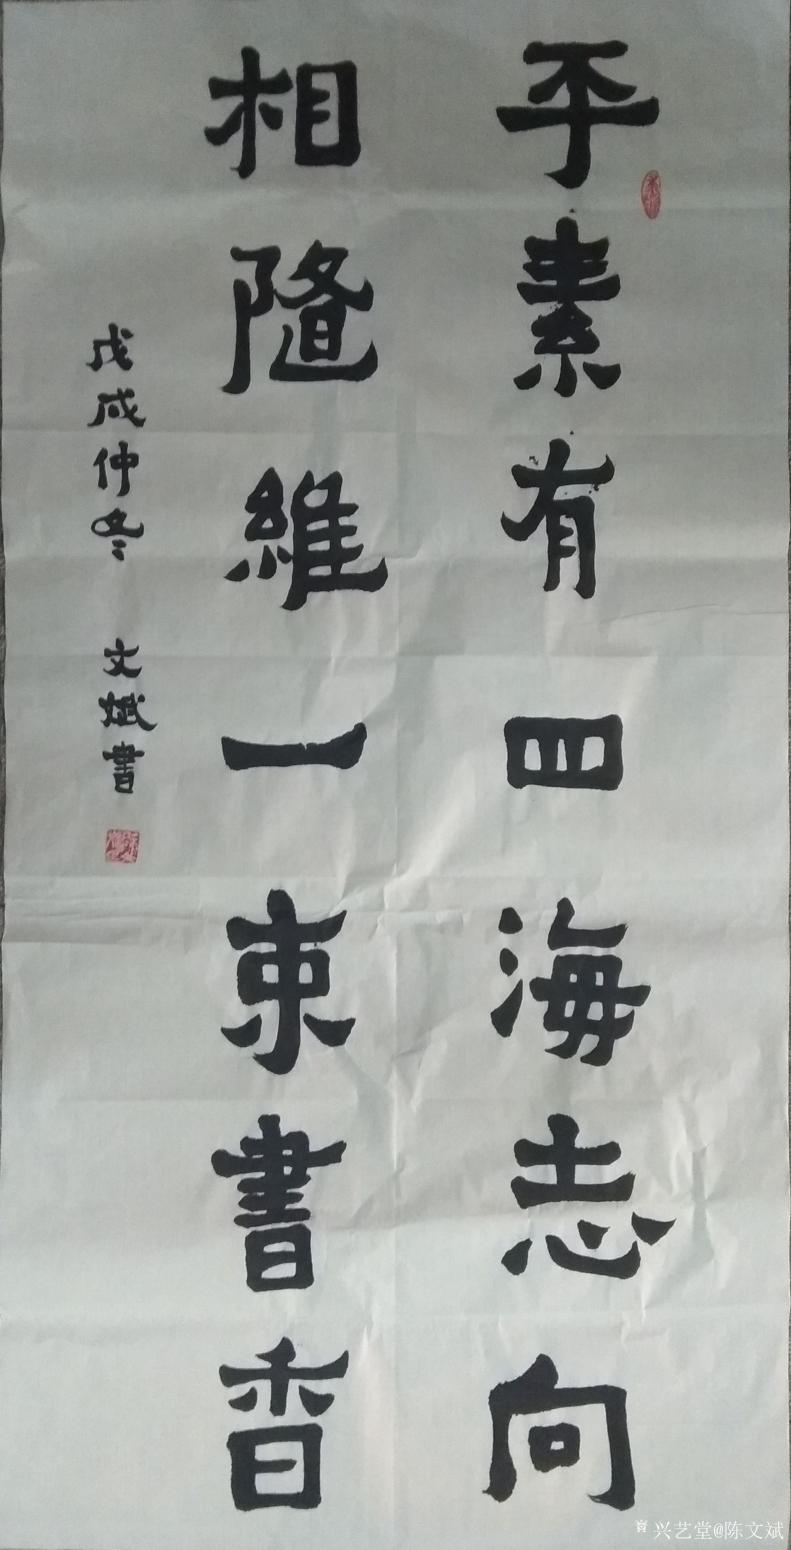 平素有四海志向
相随維一束書香
戊戌仲冬 文斌書
兴艺堂@陈文斌